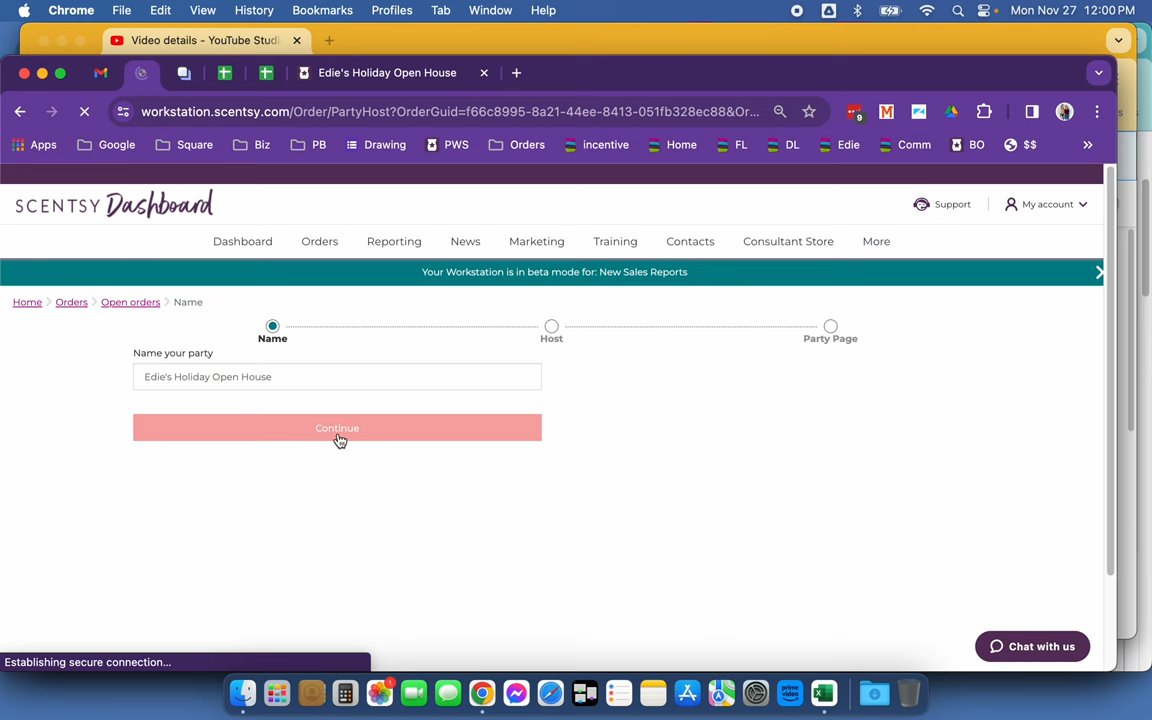 Chrome File Edit View History Bookmarks Profiles Tab Window Help Mon Nov 27 12:00 PM
Video details - YouTube Studi
Edie's Holiday Open House
workstation.scentsy.com/Order/PartyHost?OrderGuid=f66c8995-8a21-44ee-8413-051fb328ec88&Or...
9
Apps Google Square Biz PB Drawing PWS Orders incentive Home FL DL Edie Comm BO $$ »
SCENTSY Dashboard
Support My account
Dashboard Orders Reporting News Marketing Training Contacts Consultant Store More
Your Workstation is in beta mode for: New Sales Reports
Home Orders Open orders Name
Name Host Party Page
Name your party
Edie's Holiday Open House
Continue
Chat with us
Establishing secure connection...
1
prime video